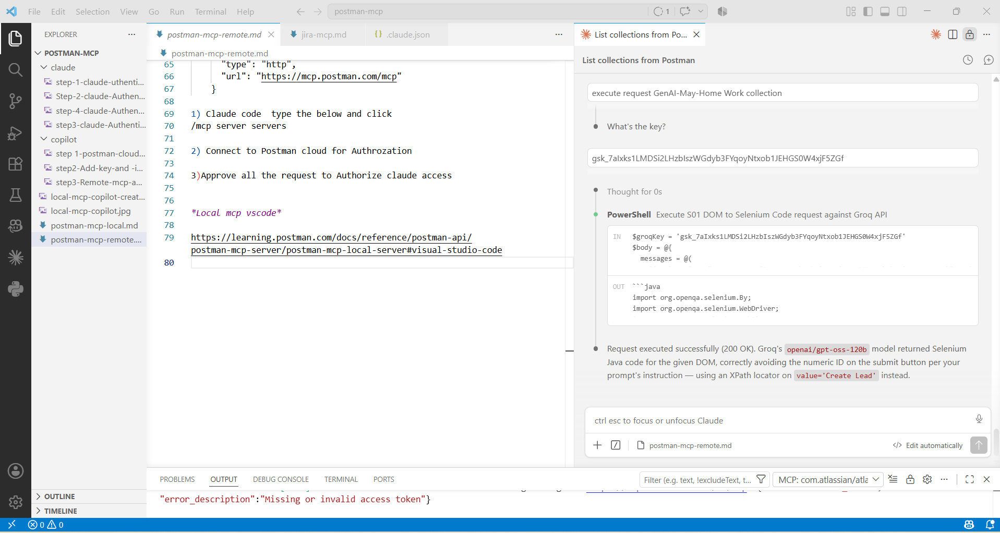 File Edit Selection View Go Run Terminal Help
postman-mcp
1
EXPLORER
POSTMAN-MCP
claude
step-1-claude-uthenti...
Step-2-claude-Authen...
step-4-claude-Authen...
step3-claude-Authenti...
copilot
step 1-postman-cloud...
step2-Add-key-and -i...
step3-Remote-mcp-a...
local-mcp-copilot-creat...
local-mcp-copilot.jpg
postman-mcp-local.md
postman-mcp-remote....
OUTLINE
TIMELINE
postman-mcp-remote.md
jira-mcp.md
{} .claude.json
postman-mcp-remote.md
65 "type": "http",
66 "url": "https://mcp.postman.com/mcp"
67 }
68
69 1) Claude code  type the below and click
70 /mcp server servers
71
72 2) Connect to Postman cloud for Authrozation
73
74 3)Approve all the request to Authorize claude access
75
76
77 *Local mcp vscode*
78
79 https://learning.postman.com/docs/reference/postman-api/
postman-mcp-server/postman-mcp-local-server#visual-studio-code
80
List collections from Po...
List collections from Postman
execute request GenAI-May-Home Work collection
What's the key?
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
Thought for 0s
PowerShell Execute S01 DOM to Selenium Code request against Groq API
IN $groqKey = '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'
$body = @{
messages = @(
OUT ```java
import org.openqa.selenium.By;
import org.openqa.selenium.WebDriver;
Request executed successfully (200 OK). Groq's openai/gpt-oss-120b model returned Selenium
Java code for the given DOM, correctly avoiding the numeric ID on the submit button per your
prompt's instruction — using an XPath locator on value='Create Lead' instead.
ctrl esc to focus or unfocus Claude
postman-mcp-remote.md
</> Edit automatically
PROBLEMS OUTPUT DEBUG CONSOLE TERMINAL PORTS
Filter (e.g. text, !excludeText, t...
MCP: com.atlassian/atla
"error_description":"Missing or invalid access token"}
0 0